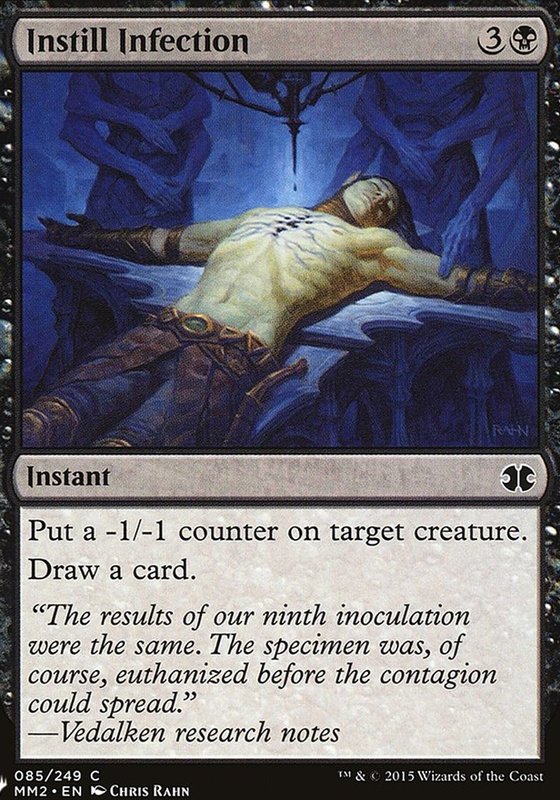 Instill Infection 3
RAHN
Instant
Put a -1/-1 counter on target creature.
Draw a card.
“The results of our ninth inoculation
were the same. The specimen was, of
course, euthanized before the contagion
could spread.”
—Vedalken research notes
085/249 C
MM2 • EN Chris Rahn
™ & © 2015 Wizards of the Coast